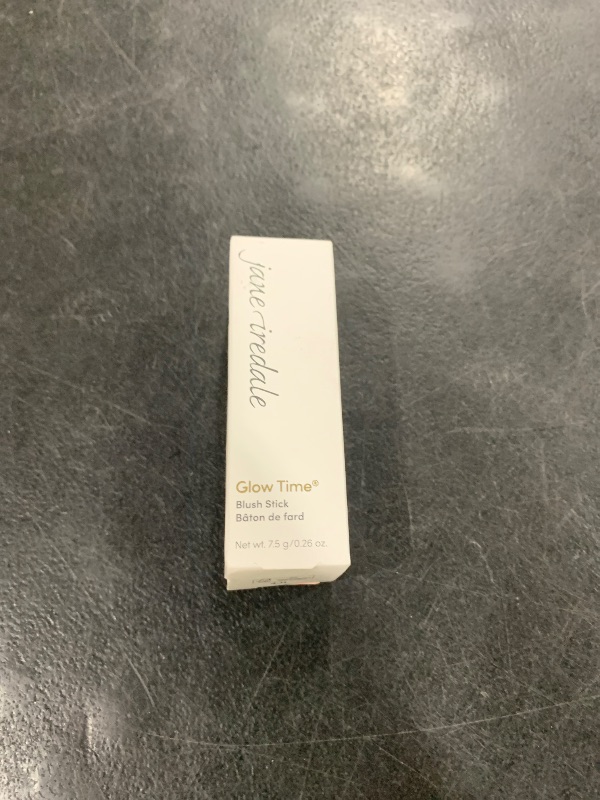 jane iredale
Glow Time®
Blush Stick
Bâton de fard
Net wt. 7.5 g/0.26 oz.